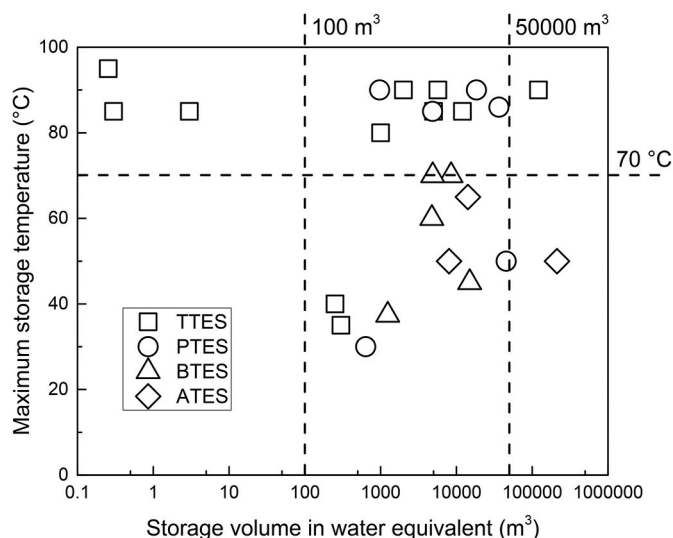 100 m³
50000 m³
100
80
70 °C
60
40
20
0
Maximum storage temperature (°C)
TTES
PTES
BTES
ATES
0.1
1
10
100
1000
10000
100000
1000000
Storage volume in water equivalent (m³)